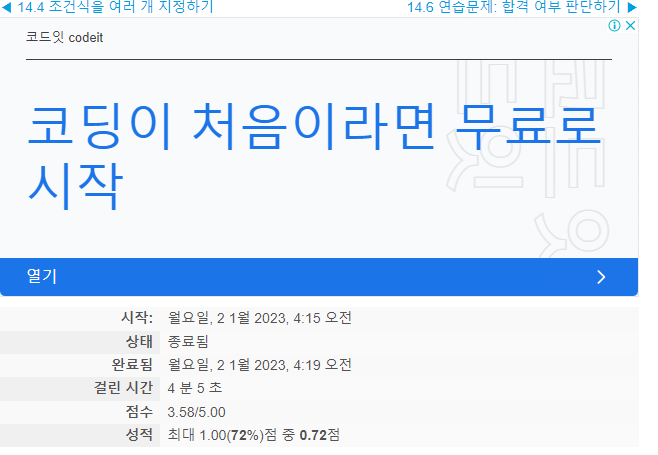 ◀ 14.4 조건식을 여러 개 지정하기
14.6 연습문제: 합격 여부 판단하기 ▶
코드잇 codeit
코드잇
코딩이 처음이라면 무료로
시작
열기
시작: 월요일, 2 1월 2023, 4:15 오전
상태 종료됨
완료됨 월요일, 2 1월 2023, 4:19 오전
걸린 시간 4 분 5 초
점수 3.58/5.00
성적 최대 1.00(72%)점 중 0.72점